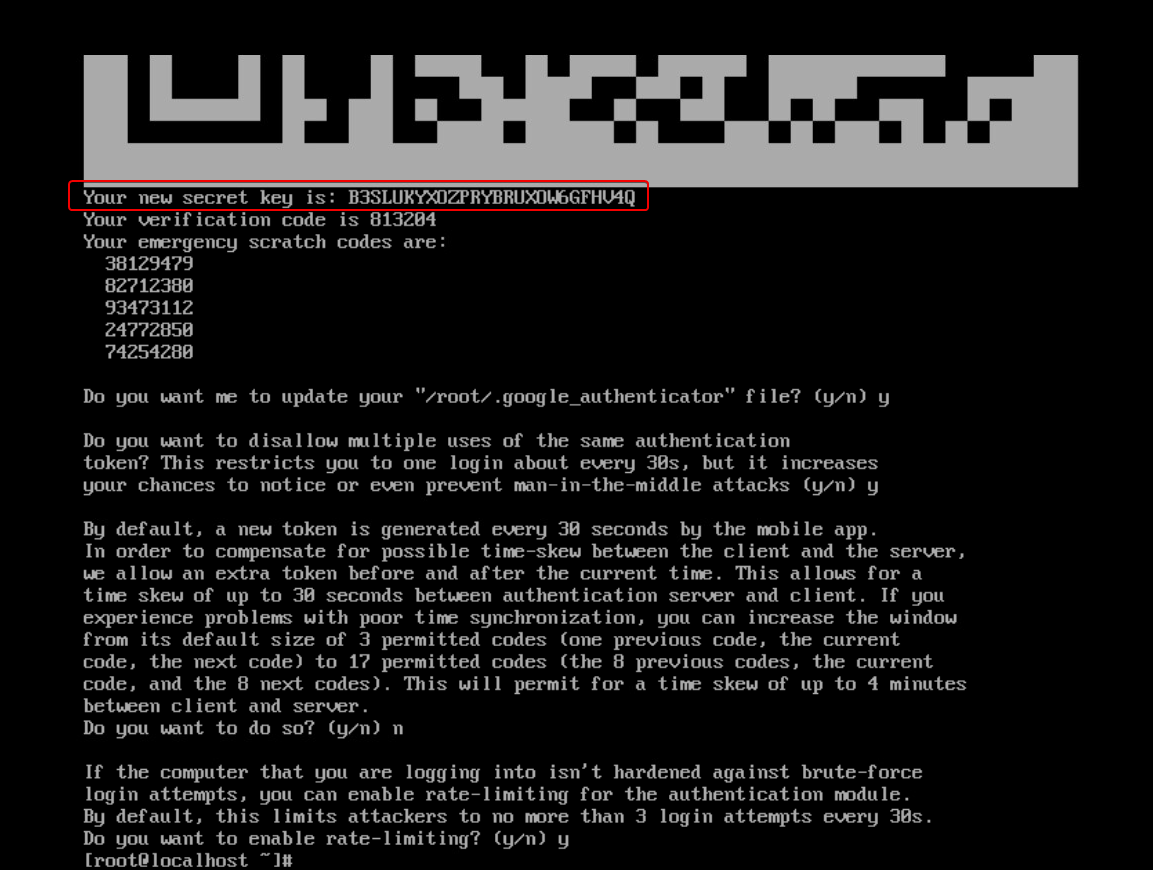 Your new secret key is: B3SLUKYXOZPRYBRUXOW6GFHV4Q
Your verification code is 813204
Your emergency scratch codes are:
38129479
82712380
93473112
24772850
74254280
Do you want me to update your "/root/.google_authenticator" file? (y/n) y
Do you want to disallow multiple uses of the same authentication
token? This restricts you to one login about every 30s, but it increases
your chances to notice or even prevent man-in-the-middle attacks (y/n) y
By default, a new token is generated every 30 seconds by the mobile app.
In order to compensate for possible time-skew between the client and the server,
we allow an extra token before and after the current time. This allows for a
time skew of up to 30 seconds between authentication server and client. If you
experience problems with poor time synchronization, you can increase the window
from its default size of 3 permitted codes (one previous code, the current
code, the next code) to 17 permitted codes (the 8 previous codes, the current
code, and the 8 next codes). This will permit for a time skew of up to 4 minutes
between client and server.
Do you want to do so? (y/n) n
If the computer that you are logging into isn't hardened against brute-force
login attempts, you can enable rate-limiting for the authentication module.
By default, this limits attackers to no more than 3 login attempts every 30s.
Do you want to enable rate-limiting? (y/n) y
[root@localhost ~]#